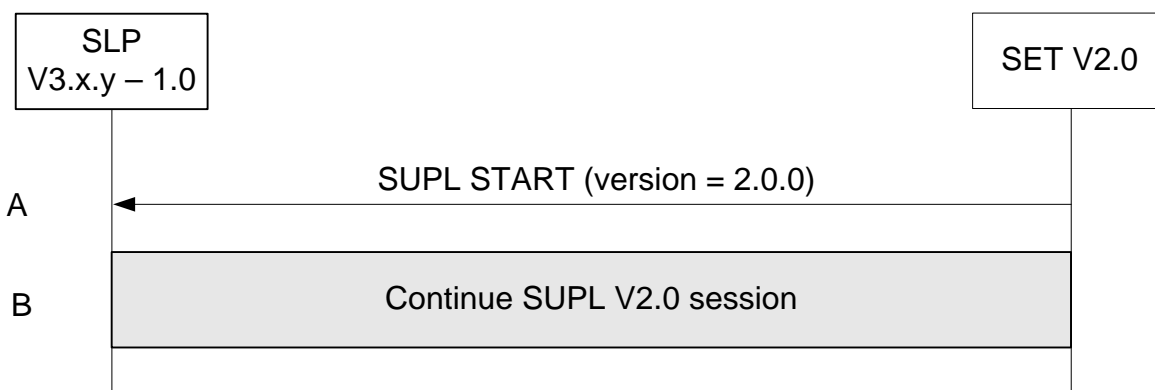 SLP
V3.x.y – 1.0
SET V2.0
SUPL START (version = 2.0.0)
A
Continue SUPL V2.0 session
B